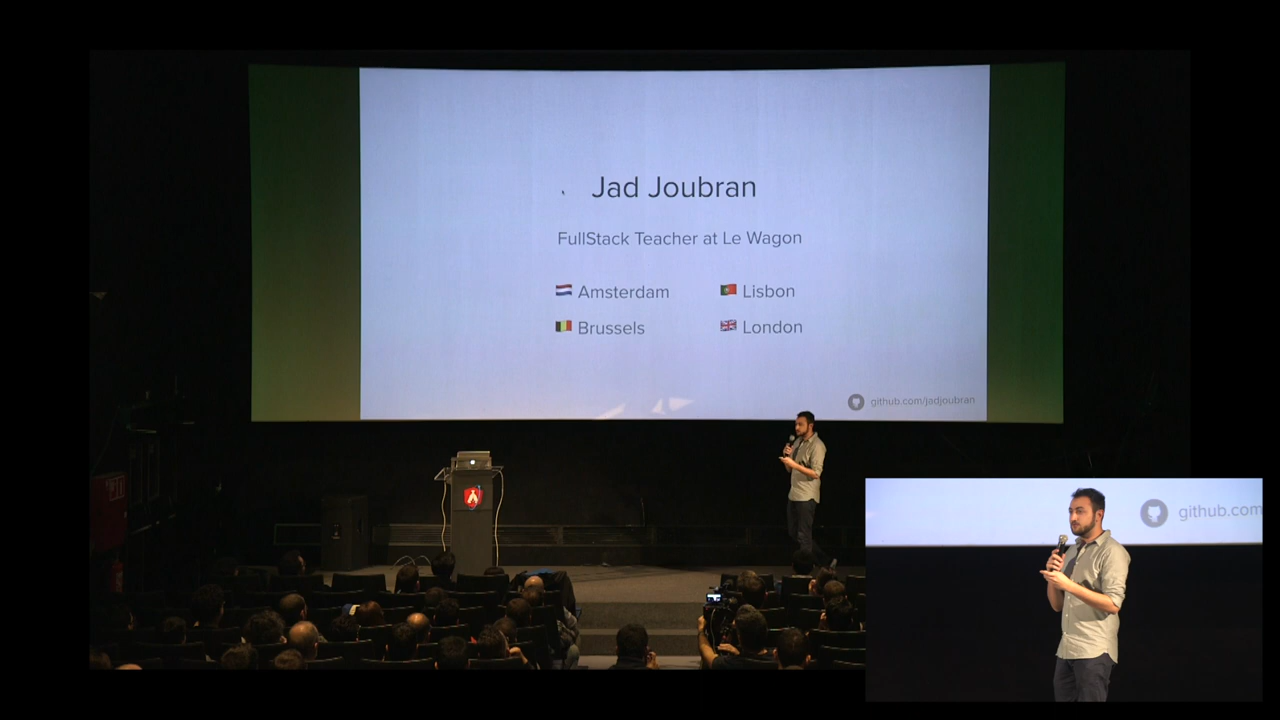 Jad Joubran
FullStack Teacher at Le Wagon
Amsterdam
Lisbon
Brussels
London
github.com/jadjoubran
github.com